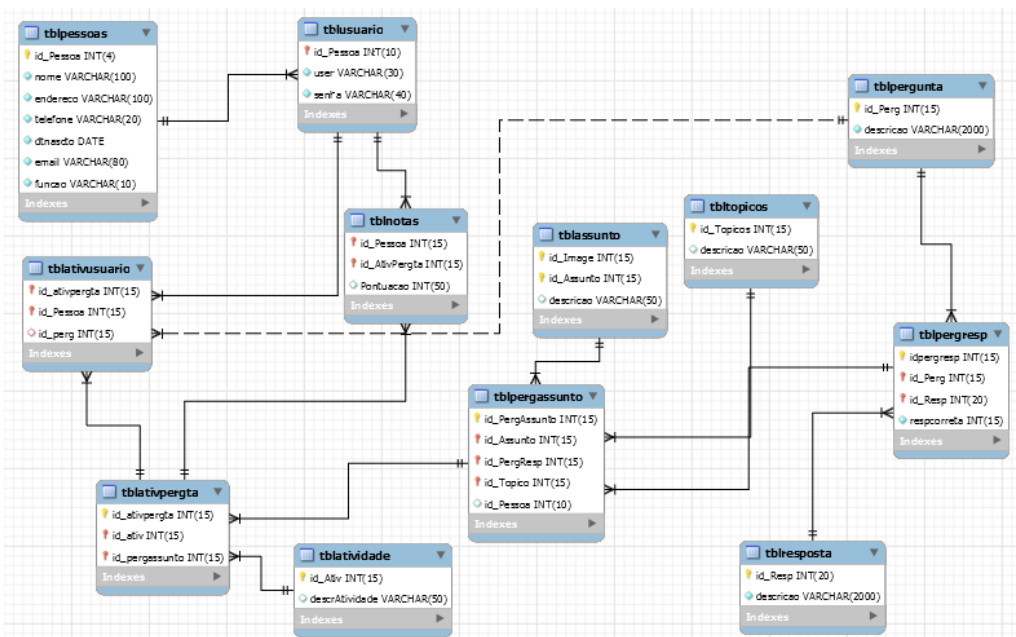 tblpessoas
id_Pessoa INT(4)
nome VARCHAR(100)
endereco VARCHAR(100)
telefone VARCHAR(20)
dtnascto DATE
email VARCHAR(80)
funcao VARCHAR(10)
Indexes
tblusuario
id_Pessoa INT(10)
user VARCHAR(30)
senha VARCHAR(40)
Indexes
tblpergunta
id_Perg INT(15)
descricao VARCHAR(2000)
Indexes
tblnotas
id_Pessoa INT(15)
id_AtivPergta INT(15)
Pontuacao INT(50)
Indexes
tblassunto
id_Image INT(15)
id_Assunto INT(15)
descricao VARCHAR(50)
Indexes
tbltopicos
id_Topicos INT(15)
descricao VARCHAR(50)
Indexes
tblativusuario
id_ativpergta INT(15)
id_Pessoa INT(15)
id_perg INT(15)
Indexes
tblpergresp
idpergresp INT(15)
id_Perg INT(15)
id_Resp INT(20)
respcorreta INT(15)
Indexes
tblpergassunto
id_PergAssunto INT(15)
id_Assunto INT(15)
id_PergResp INT(15)
id_Topico INT(15)
id_Pessoa INT(10)
Indexes
tblativpergta
id_ativpergta INT(15)
id_ativ INT(15)
id_pergassunto INT(15)
Indexes
tblatividade
id_Ativ INT(15)
descrAtividade VARCHAR(50)
Indexes
tblresposta
id_Resp INT(20)
descricao VARCHAR(2000)
Indexes